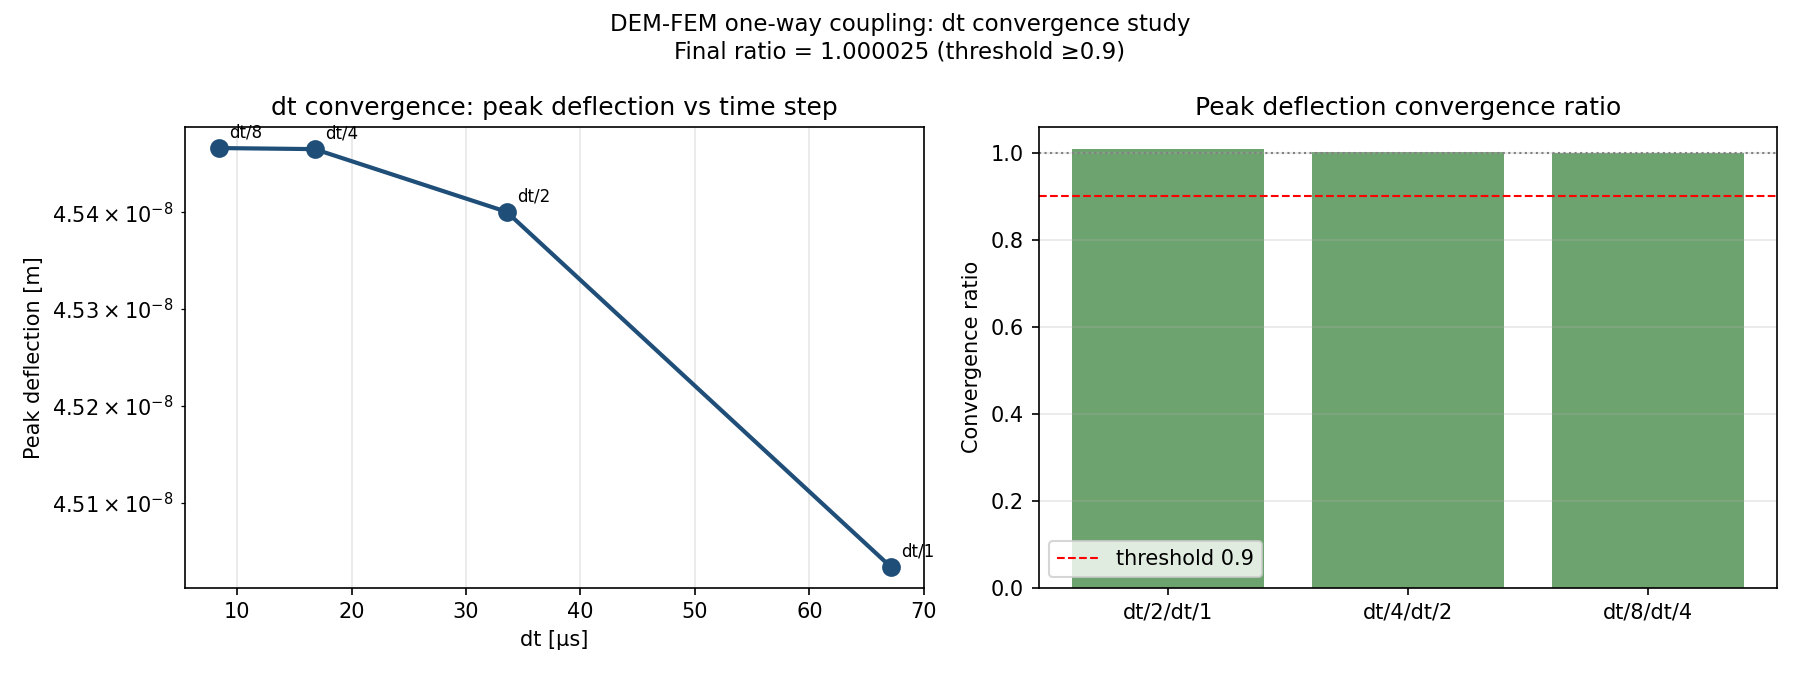 DEM-FEM one-way coupling: dt convergence study
Final ratio = 1.000025 (threshold ≥0.9)
dt convergence: peak deflection vs time step
dt/8
dt/4
dt/2
dt/1
4.54 × 10⁻⁸
4.53 × 10⁻⁸
4.52 × 10⁻⁸
4.51 × 10⁻⁸
Peak deflection [m]
10 20 30 40 50 60 70
dt [µs]
Peak deflection convergence ratio
1.0
0.8
0.6
0.4
0.2
0.0
Convergence ratio
threshold 0.9
dt/2/dt/1 dt/4/dt/2 dt/8/dt/4